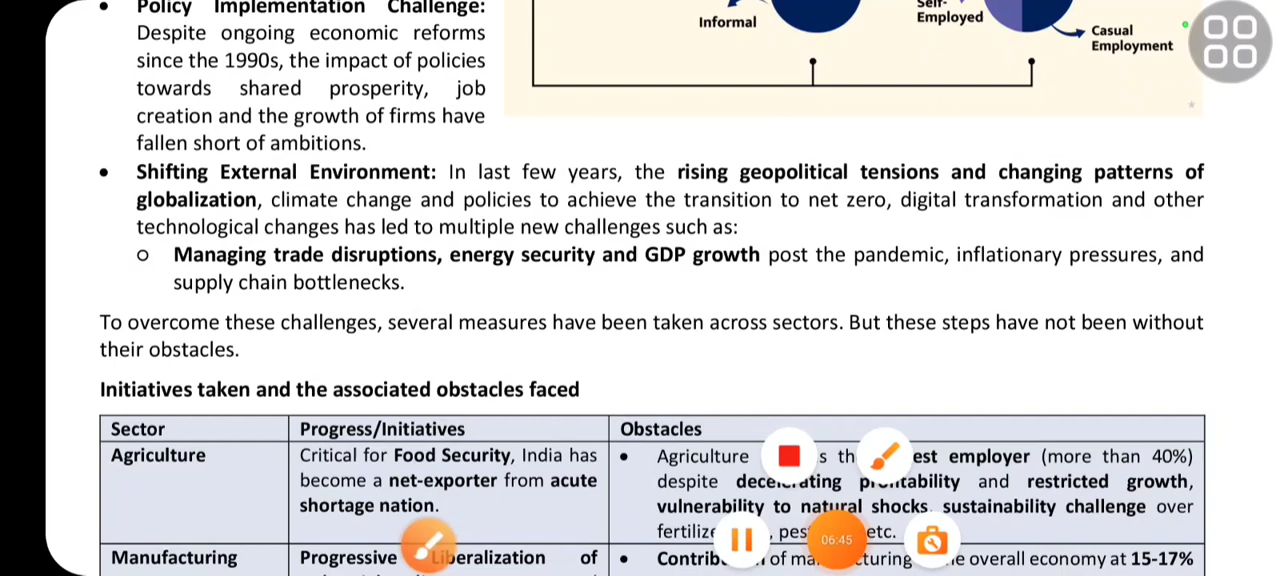 Policy Implementation Challenge:
Despite ongoing economic reforms
since the 1990s, the impact of policies
towards shared prosperity, job
creation and the growth of firms have
fallen short of ambitions.
Informal
Self-
Employed
Casual
Employment
Shifting External Environment: In last few years, the rising geopolitical tensions and changing patterns of
globalization, climate change and policies to achieve the transition to net zero, digital transformation and other
technological changes has led to multiple new challenges such as:
Managing trade disruptions, energy security and GDP growth post the pandemic, inflationary pressures, and
supply chain bottlenecks.
To overcome these challenges, several measures have been taken across sectors. But these steps have not been without
their obstacles.
Initiatives taken and the associated obstacles faced
Sector Progress/Initiatives Obstacles
Agriculture
Critical for Food Security, India has
become a net-exporter from acute
shortage nation.
Agriculture employer (more than 40%)
despite decelerating profitability and restricted growth,
vulnerability to natural shocks, sustainability challenge over
etc.
06:45
Manufacturing
Progressive Liberalization of
of overall economy at 15-17%